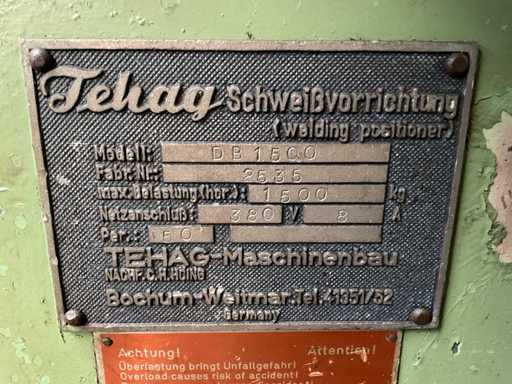 Tehag Schweißvorrichtung
(welding positioner)
Modell: DB 1500
Fabr. Nr.: 2535
max. Belastung (hor.): 1500 kg
Netzanschluß: 380 V 8 A
Per.: 50
TEHAG-Maschinenbau
NACHF. C.H. HÖING
Bochum-Weitmar·Tel. 41351/52
Germany
Achtung! Attention!
Überlastung bringt Unfallgefahr!
Overload causes risk of accident!